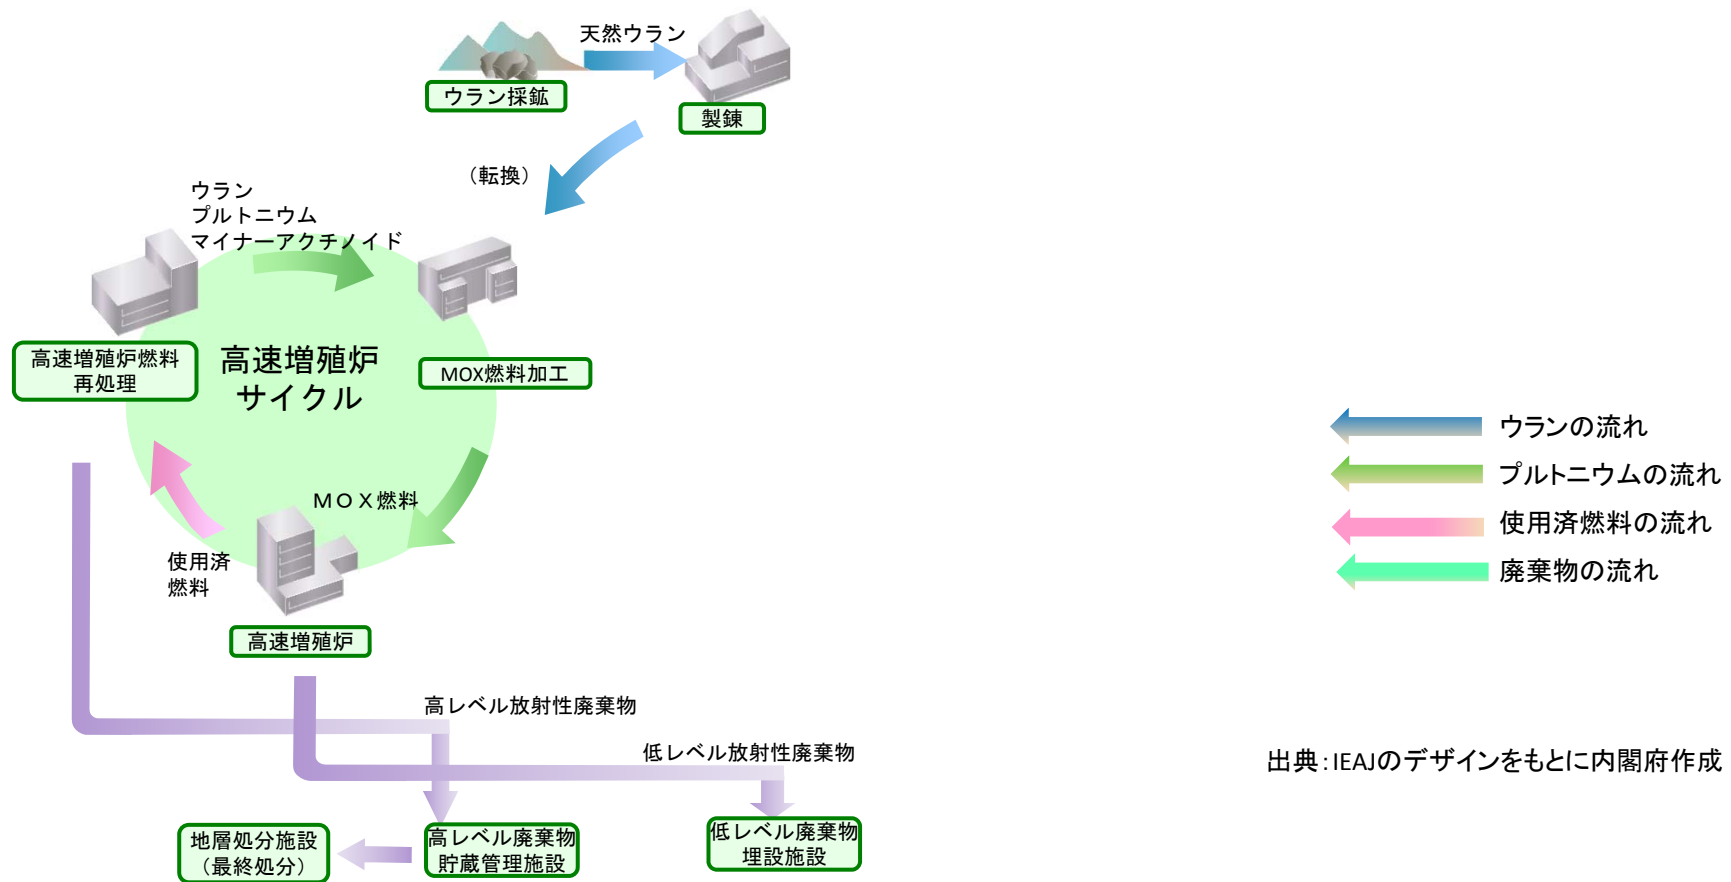 天然ウラン
ウラン採鉱
製錬
（転換）
ウラン
プルトニウム
マイナーアクチノイド
高速増殖炉燃料
再処理
高速増殖炉
サイクル
MOX燃料加工
ＭＯＸ燃料
使用済
燃料
高速増殖炉
高レベル放射性廃棄物
低レベル放射性廃棄物
地層処分施設
（最終処分）
高レベル廃棄物
貯蔵管理施設
低レベル廃棄物
埋設施設
ウランの流れ
プルトニウムの流れ
使用済燃料の流れ
廃棄物の流れ
出典：IEAJのデザインをもとに内閣府作成